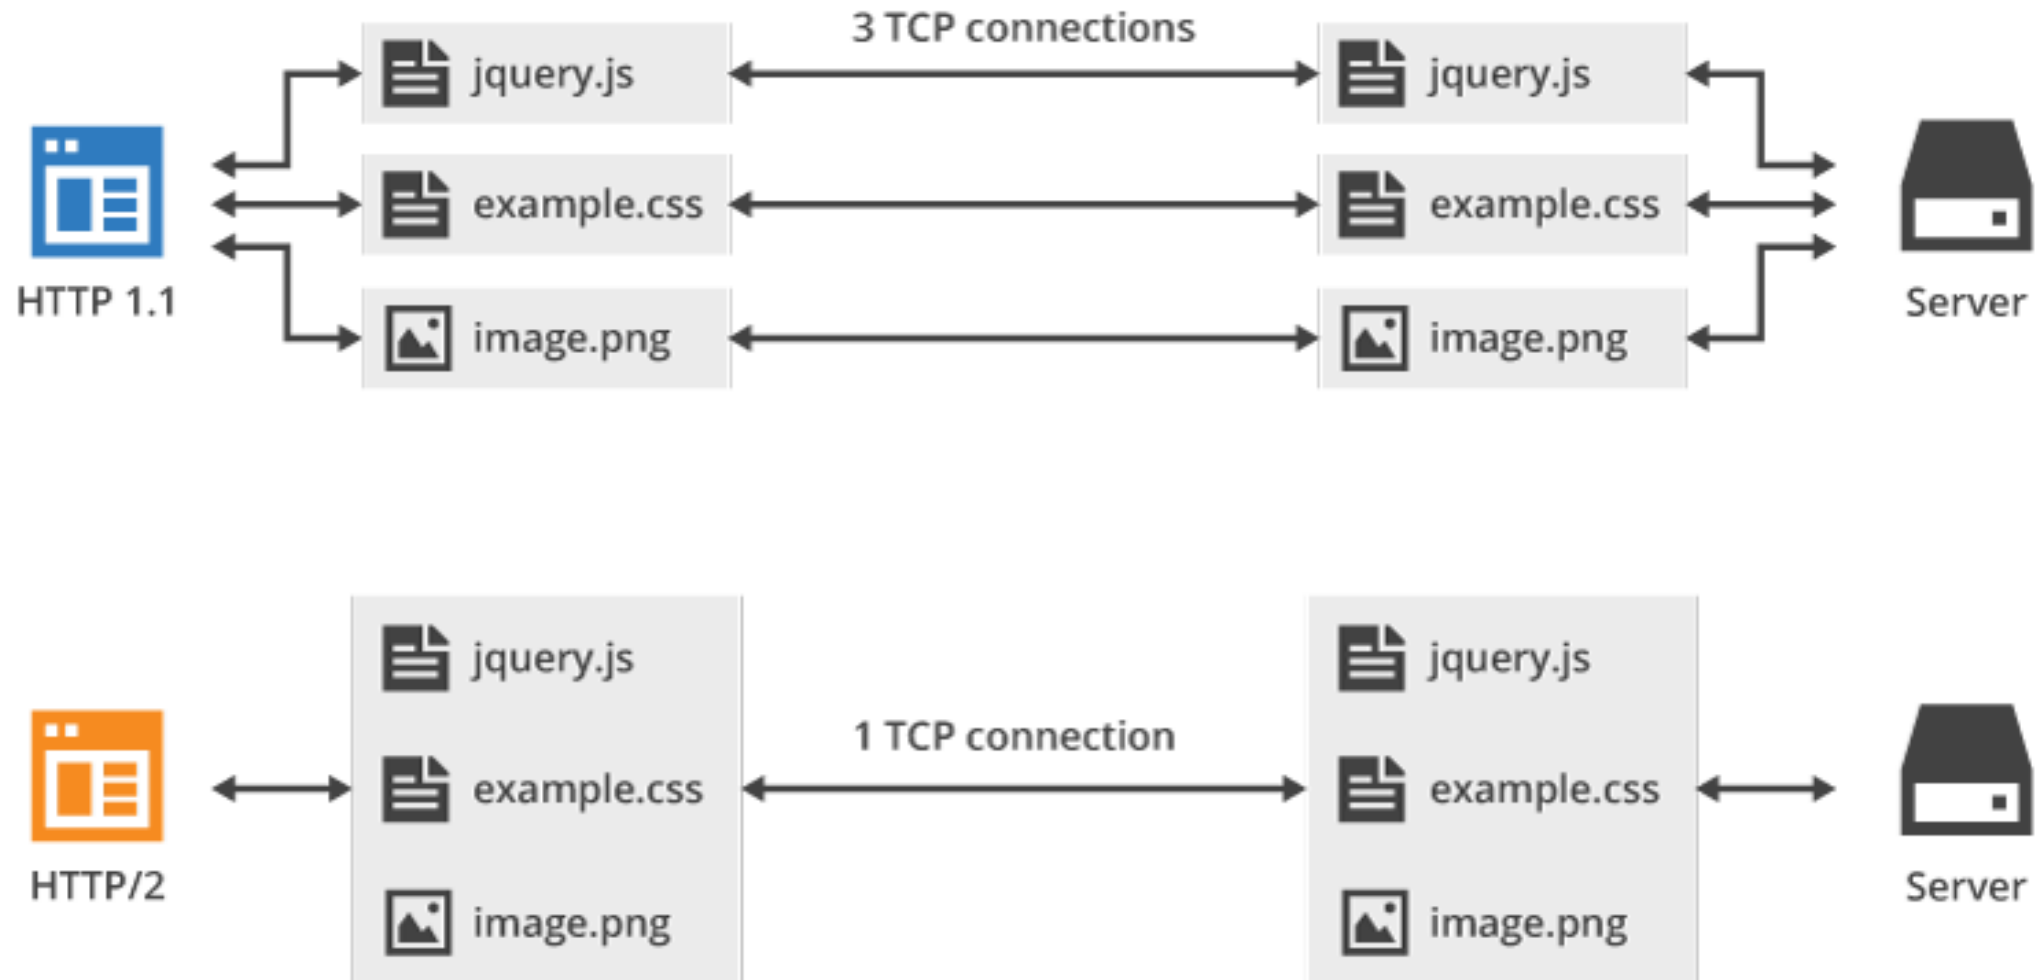 3 TCP connections
jquery.js
jquery.js
example.css
example.css
HTTP 1.1
Server
image.png
image.png
jquery.js
jquery.js
1 TCP connection
example.css
example.css
HTTP/2
Server
image.png
image.png